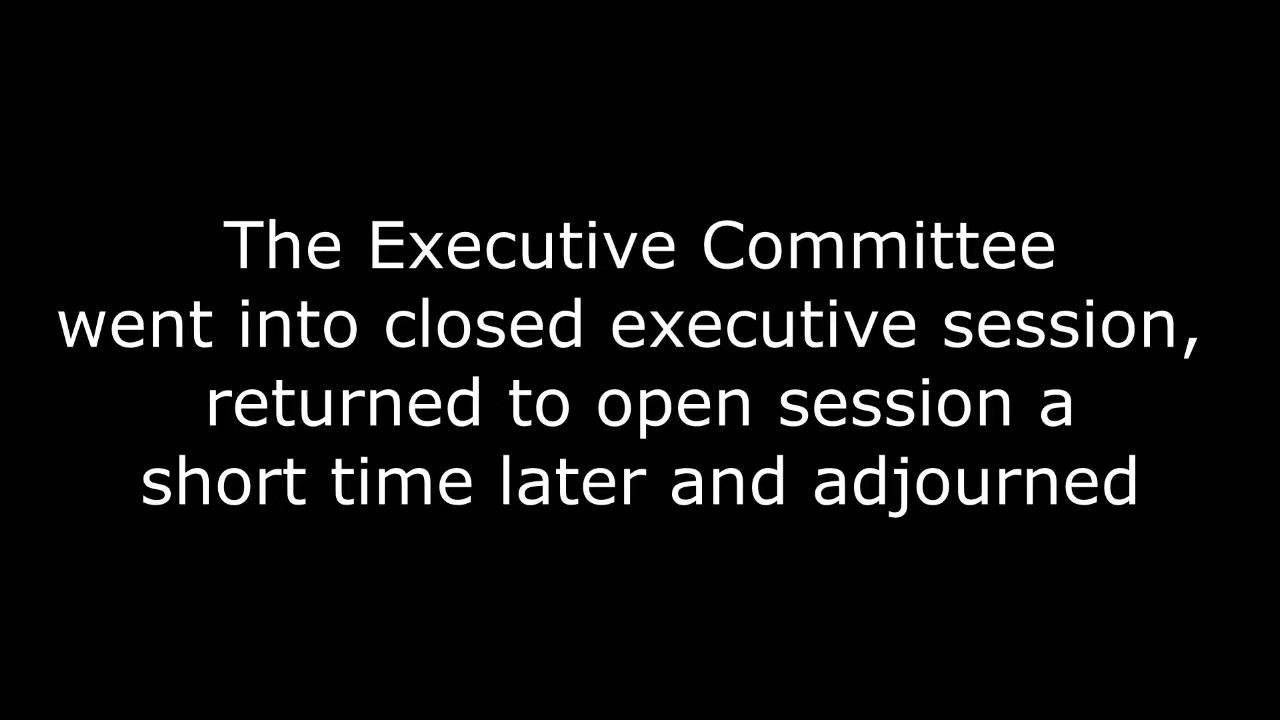 The Executive Committee
went into closed executive session,
returned to open session a
short time later and adjourned